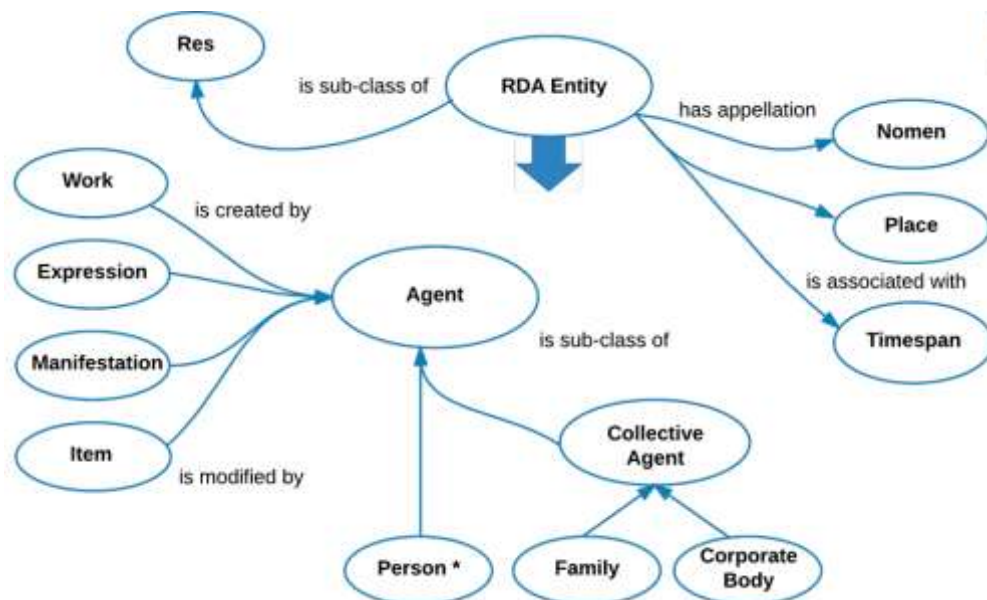 Res
is sub-class of
RDA Entity
has appellation
Nomen
Work
is created by
Place
Expression
Agent
is associated with
Timespan
is sub-class of
Manifestation
Collective
Agent
Item
is modified by
Person *
Family
Corporate
Body